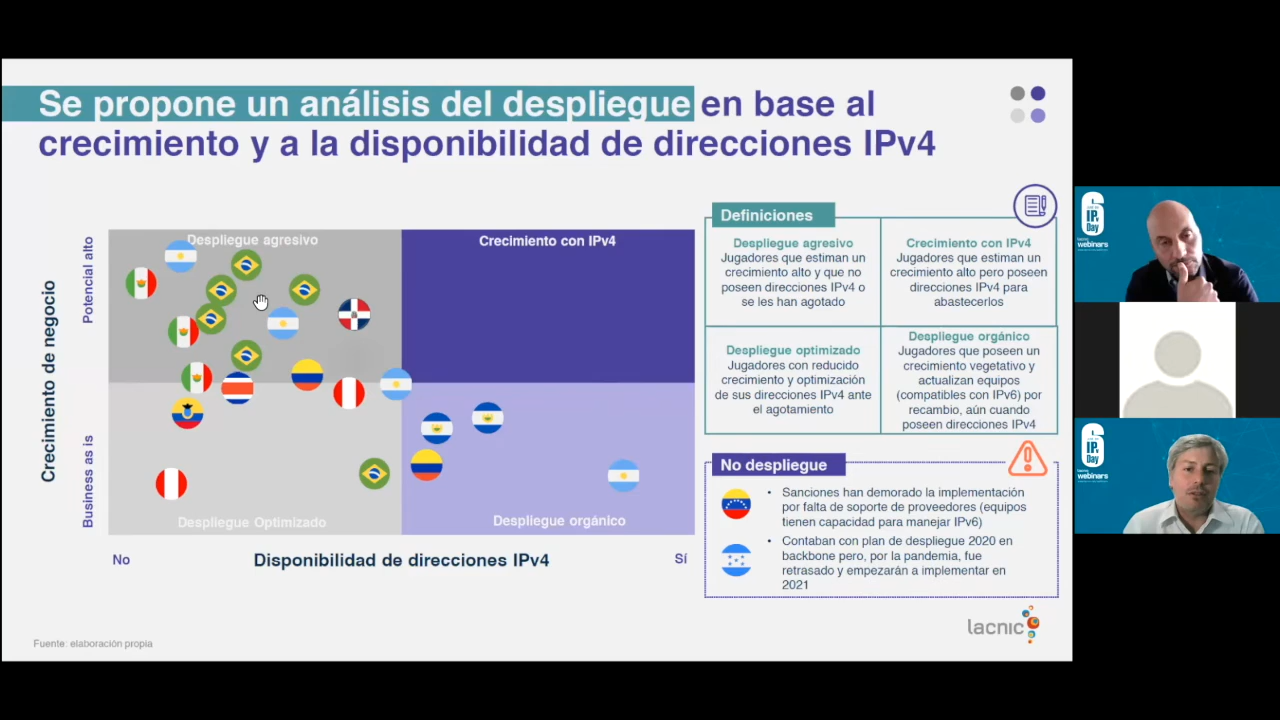 Se propone un análisis del despliegue en base al
crecimiento y a la disponibilidad de direcciones IPv4
Crecimiento de negocio
Potencial alto
Business as is
Despliegue agresivo
Crecimiento con IPv4
Despliegue Optimizado
Despliegue orgánico
No
Disponibilidad de direcciones IPv4
Sí
Definiciones
Despliegue agresivo
Jugadores que estiman un
crecimiento alto y que no
poseen direcciones IPv4 o
se les han agotado
Crecimiento con IPv4
Jugadores que estiman un
crecimiento alto pero poseen
direcciones IPv4 para
abastecerlos
Despliegue optimizado
Jugadores con reducido
crecimiento y optimización
de sus direcciones IPv4 ante
el agotamiento
Despliegue orgánico
Jugadores que poseen un
crecimiento vegetativo y
actualizan equipos
(compatibles con IPv6) por
recambio, aún cuando
poseen direcciones IPv4
No despliegue
• Sanciones han demorado la implementación
por falta de soporte de proveedores (equipos
tienen capacidad para manejar IPv6)
• Contaban con plan de despliegue 2020 en
backbone pero, por la pandemia, fue
retrasado y empezarán a implementar en
2021
lacnic
Fuente: elaboración propia
6
IPv
Day
webinars
6
IPv
Day
webinars